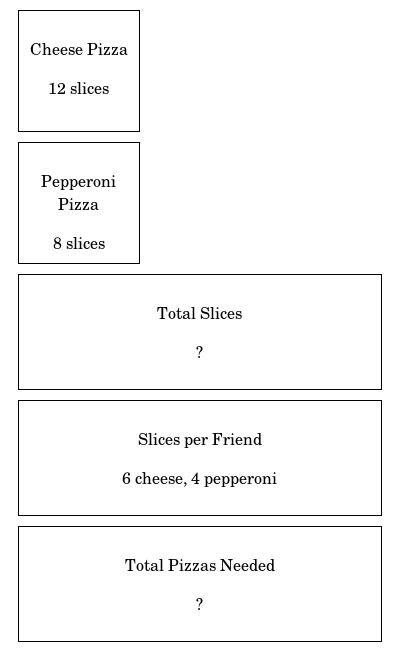 Cheese Pizza
12 slices
Pepperoni
Pizza
8 slices
Total Slices
?
Slices per Friend
6 cheese, 4 pepperoni
Total Pizzas Needed
?